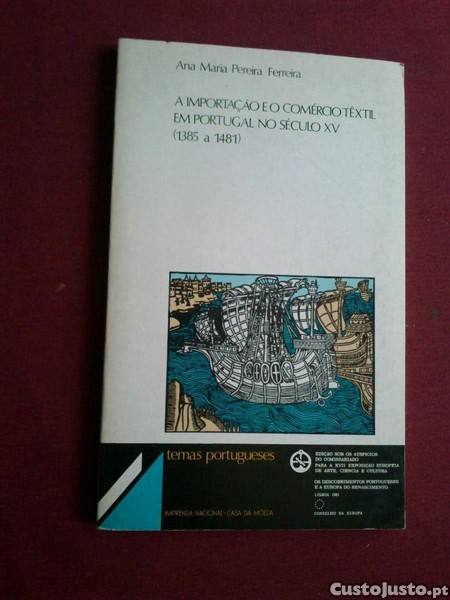 Ana Maria Pereira Ferreira
A IMPORTAÇÃO E O COMÉRCIO TÊXTIL
EM PORTUGAL NO SÉCULO XV
(1385 a 1481)
temas portugueses
IMPRENSA NACIONAL-CASA DA MOEDA
EDIÇÃO SOB OS AUSPÍCIOS
DO COMISSARIADO
PARA A XVII EXPOSIÇÃO EUROPEIA
DE ARTE, CIÊNCIA E CULTURA
OS DESCOBRIMENTOS PORTUGUESES
E A EUROPA DO RENASCIMENTO
LISBOA 1983
CONSELHO DA EUROPA
CustoJusto.pt